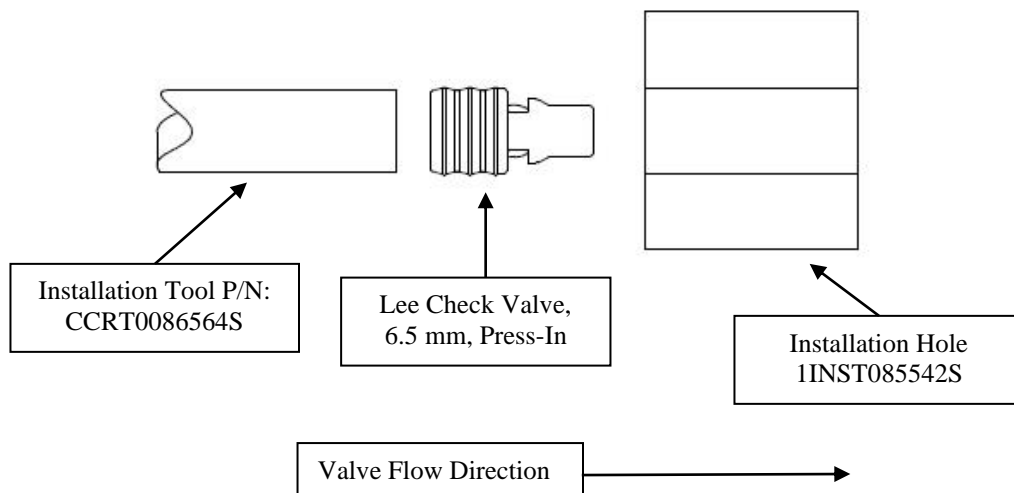 Installation Tool P/N:
CCRT0086564S
Lee Check Valve,
6.5 mm, Press-In
Installation Hole
1INST085542S
Valve Flow Direction